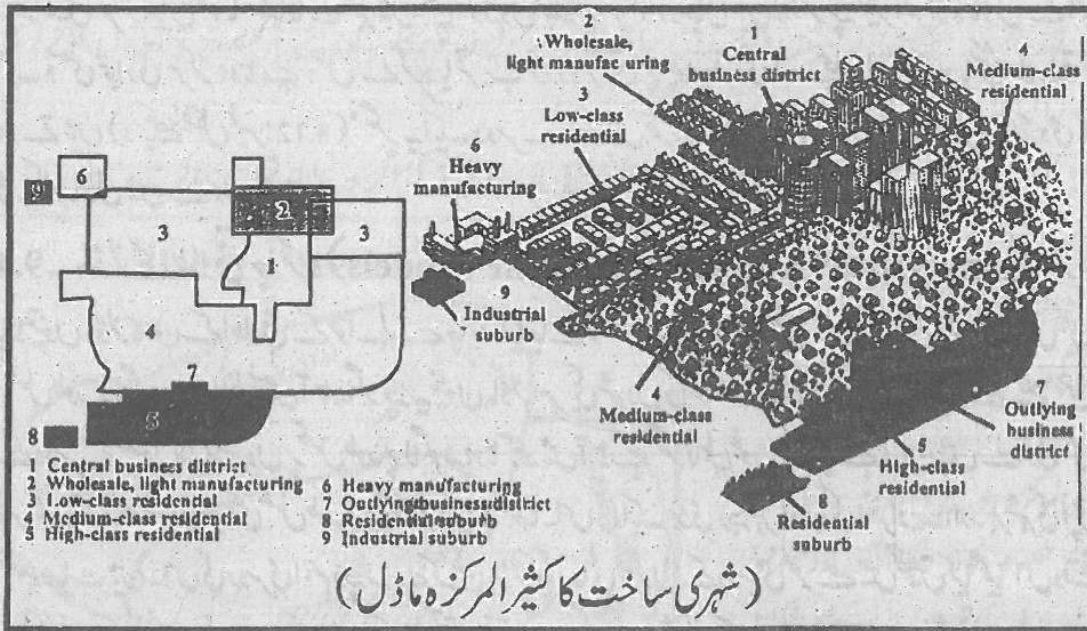 2
Wholesale,
light manufac uring
1
Central
business district
4
Medium-class
residential
3
Low-class
residential
6
Heavy
manufacturing
9
Industrial
suburb
4
Medium-class
residential
7
Outlying
business
district
5
High-class
residential
8
Residential
suburb
9
6
2
3
3
1
4
7
5
8
1 Central business district
2 Wholesale, light manufacturing
3 Low-class residencial
4 Medium-class residential
5 High-class residential
6 Heavy manufacturing
7 Outlying business district
8 Residential suburb
9 Industrial suburb
(شہری ساخت کا کثیر المرکزہ ماڈل)